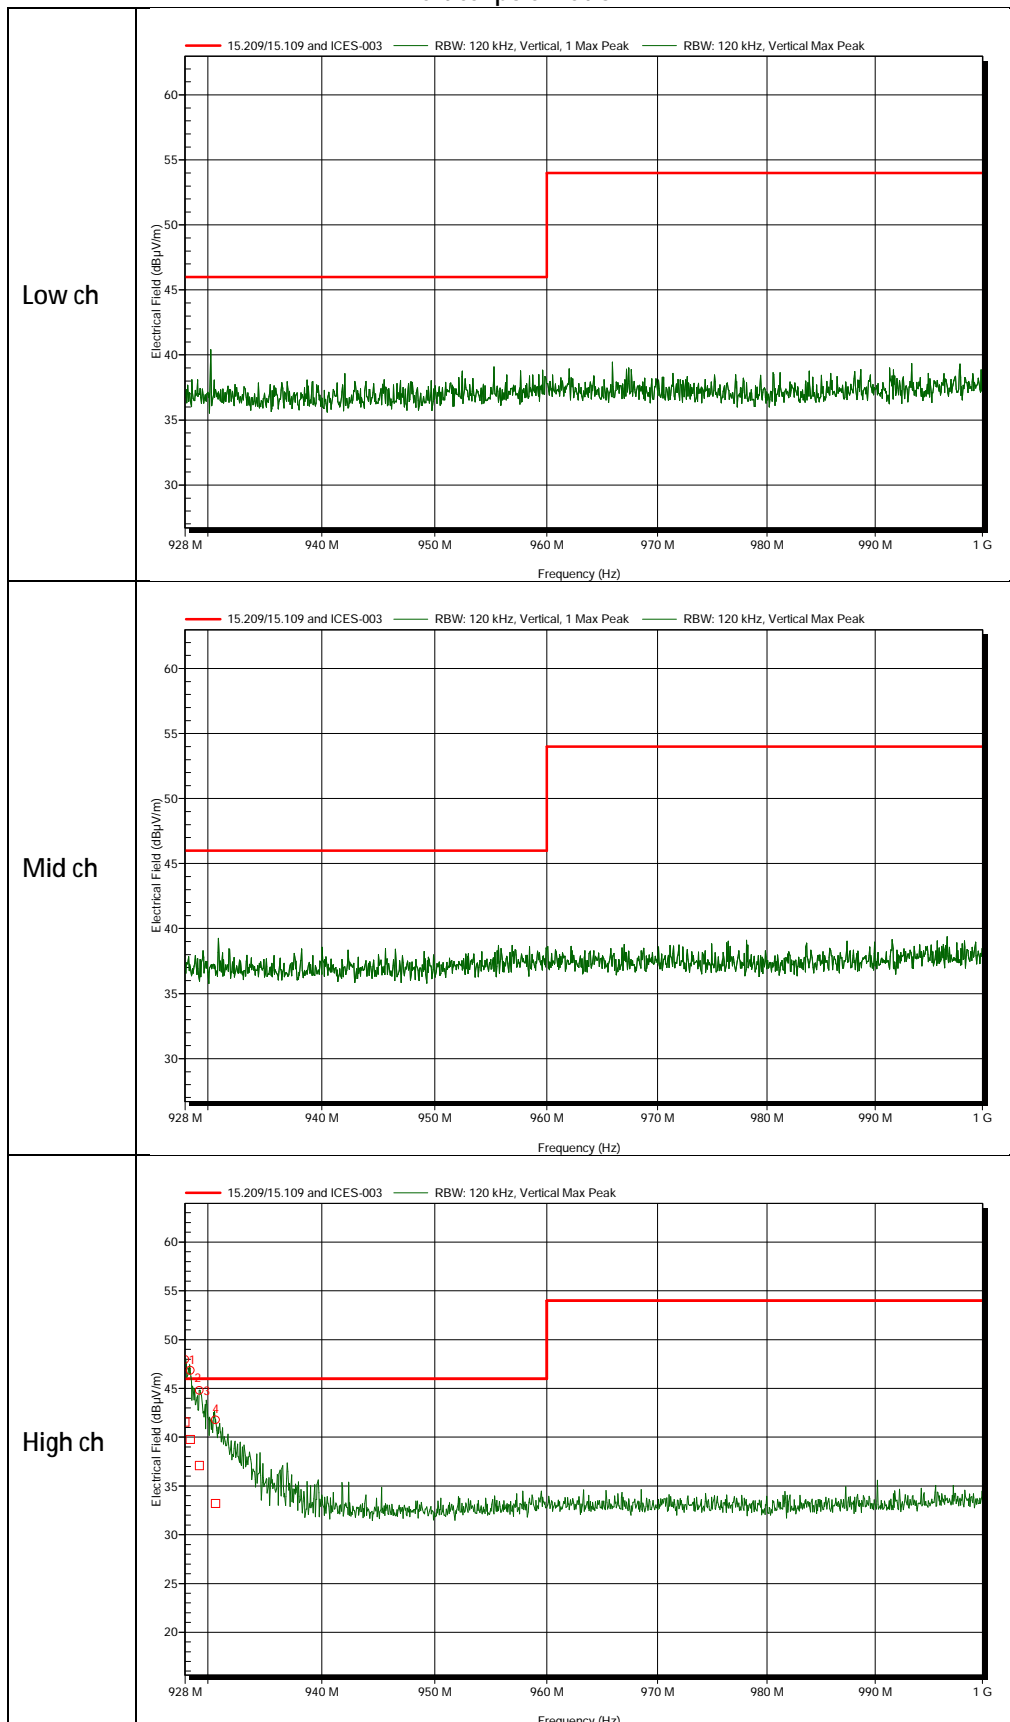 Low ch
15.209/15.109 and ICES-003 RBW: 120 kHz, Vertical, 1 Max Peak RBW: 120 kHz, Vertical Max Peak
Electrical Field (dBµV/m)
60
55
50
45
40
35
30
928 M 940 M 950 M 960 M 970 M 980 M 990 M 1 G
Frequency (Hz)
Mid ch
15.209/15.109 and ICES-003 RBW: 120 kHz, Vertical, 1 Max Peak RBW: 120 kHz, Vertical Max Peak
Electrical Field (dBµV/m)
60
55
50
45
40
35
30
928 M 940 M 950 M 960 M 970 M 980 M 990 M 1 G
Frequency (Hz)
High ch
15.209/15.109 and ICES-003 RBW: 120 kHz, Vertical Max Peak
Electrical Field (dBµV/m)
60
55
50
45
40
35
30
25
20
1
2
3
4
928 M 940 M 950 M 960 M 970 M 980 M 990 M 1 G
Frequency (Hz)